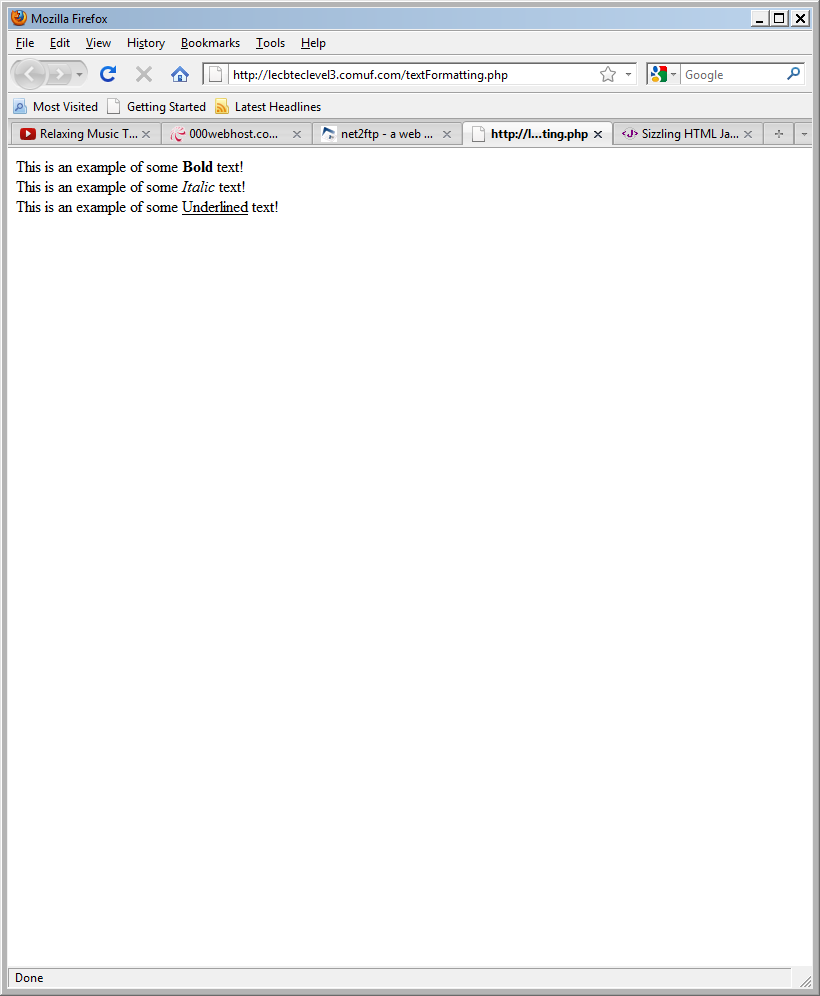 Mozilla Firefox
File Edit View History Bookmarks Tools Help
http://lecbteclevel3.comuf.com/textFormatting.php Google
Most Visited Getting Started Latest Headlines
Relaxing Music T... 000webhost.co... net2ftp - a web ... http://l...ting.php Sizzling HTML Ja...
This is an example of some Bold text!
This is an example of some Italic text!
This is an example of some Underlined text!
Done